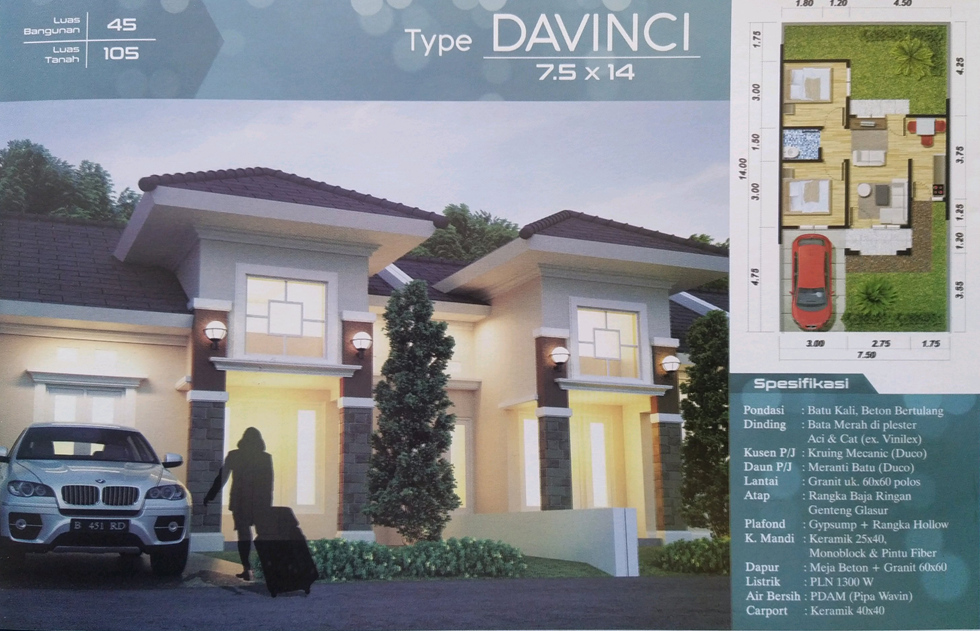 Luas Bangunan 45
Luas Tanah 105
Type DAVINCI
7.5 x 14
1.80 1.20 4.50
1.75
3.00
1.50
3.00
14.00
4.75
4.25
3.75
1.25
1.20
3.55
3.00 2.75 1.75
7.50
B 451 RD
Spesifikasi
Pondasi : Batu Kali, Beton Bertulang
Dinding : Bata Merah di plester
Aci & Cat (ex. Vinilex)
Kusen P/J : Kruing Mecanic (Duco)
Daun P/J : Meranti Batu (Duco)
Lantai : Granit uk. 60x60 polos
Atap : Rangka Baja Ringan
Genteng Glasur
Plafond : Gypsump + Rangka Hollow
K. Mandi : Keramik 25x40,
Monoblock & Pintu Fiber
Dapur : Meja Beton + Granit 60x60
Listrik : PLN 1300 W
Air Bersih : PDAM (Pipa Wavin)
Carport : Keramik 40x40